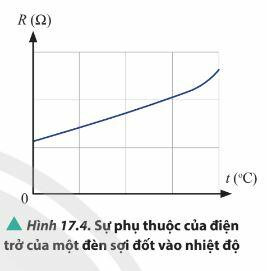 R (Ω)
t (°C)
0
▲ Hình 17.4. Sự phụ thuộc của điện
trở của một đèn sợi đốt vào nhiệt độ